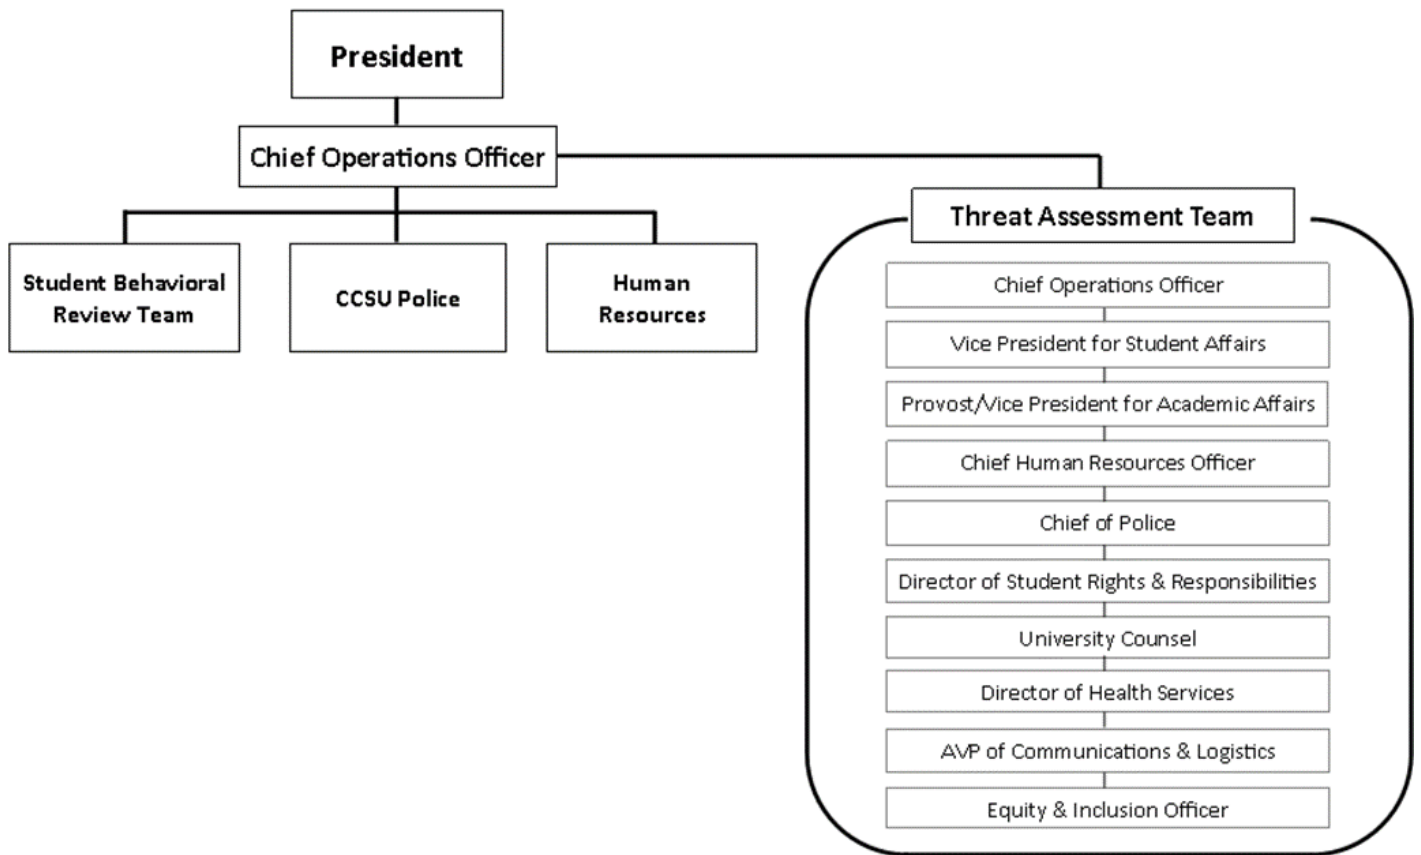 President
Chief Operations Officer
Student Behavioral
Review Team
CCSU Police
Human
Resources
Threat Assessment Team
Chief Operations Officer
Vice President for Student Affairs
Provost/Vice President for Academic Affairs
Chief Human Resources Officer
Chief of Police
Director of Student Rights & Responsibilities
University Counsel
Director of Health Services
AVP of Communications & Logistics
Equity & Inclusion Officer